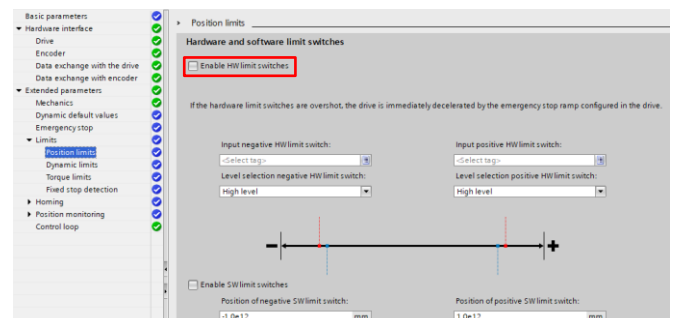 Basic parameters
Hardware interface
Drive
Encoder
Data exchange with the drive
Data exchange with encoder
Extended parameters
Mechanics
Dynamic default values
Emergency stop
Limits
Position limits
Dynamic limits
Torque limits
Fixed stop detection
Homing
Position monitoring
Control loop
Position limits
Hardware and software limit switches
Enable HW limit switches
If the hardware limit switches are overshot, the drive is immediately decelerated by the emergency stop ramp configured in the drive.
Input negative HW limit switch:
Input positive HW limit switch:
<Select tag>
<Select tag>
Level selection negative HW limit switch:
Level selection positive HW limit switch:
High level
High level
Enable SW limit switches
Position of negative SW limit switch:
Position of positive SW limit switch:
-1.0e12 mm
1.0e12 mm